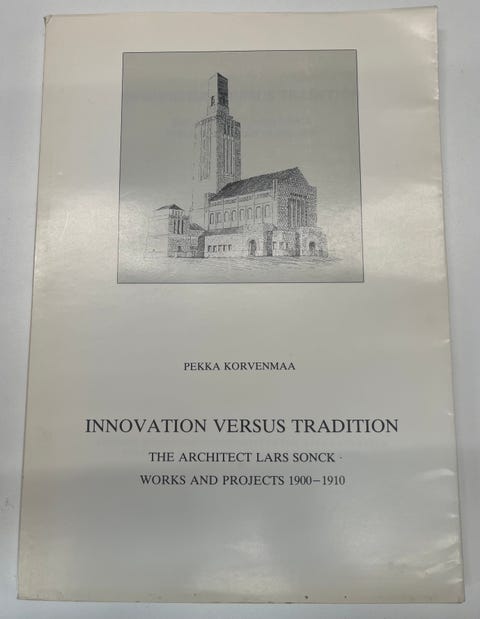 PEKKA KORVENMAA
INNOVATION VERSUS TRADITION
THE ARCHITECT LARS SONCK ·
WORKS AND PROJECTS 1900–1910